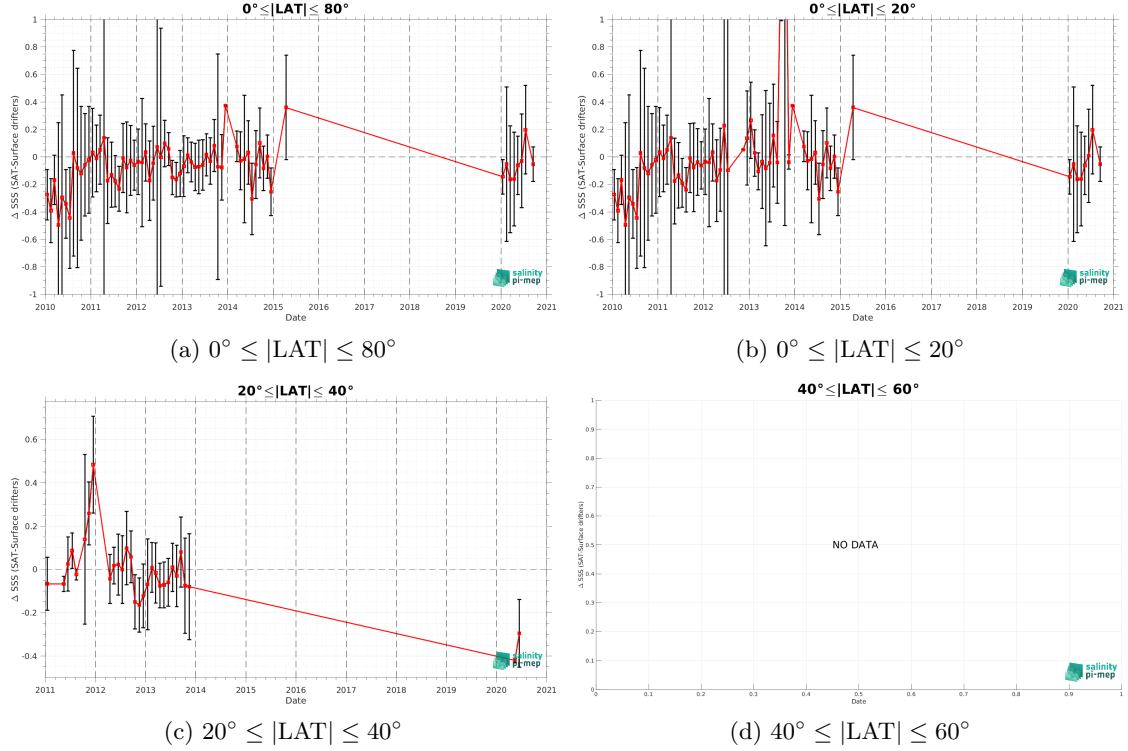 0°≤|LAT|≤ 80°
Δ SSS (SAT-Surface drifters)
1
0.8
0.6
0.4
0.2
0
-0.2
-0.4
-0.6
-0.8
-1
2010 2011 2012 2013 2014 2015 2016 2017 2018 2019 2020 2021
Date
salinity
pi-mep
(a) 0° ≤ |LAT| ≤ 80°
0°≤|LAT|≤ 20°
Δ SSS (SAT-Surface drifters)
1
0.8
0.6
0.4
0.2
0
-0.2
-0.4
-0.6
-0.8
-1
2010 2011 2012 2013 2014 2015 2016 2017 2018 2019 2020 2021
Date
salinity
pi-mep
(b) 0° ≤ |LAT| ≤ 20°
20°≤|LAT|≤ 40°
Δ SSS (SAT-Surface drifters)
0.6
0.4
0.2
0
-0.2
-0.4
2011 2012 2013 2014 2015 2016 2017 2018 2019 2020 2021
Date
salinity
pi-mep
(c) 20° ≤ |LAT| ≤ 40°
40°≤|LAT|≤ 60°
Δ SSS (SAT-Surface drifters)
1
0.9
0.8
0.7
0.6
0.5
0.4
0.3
0.2
0.1
0
NO DATA
0 0.1 0.2 0.3 0.4 0.5 0.6 0.7 0.8 0.9 1
Date
salinity
pi-mep
(d) 40° ≤ |LAT| ≤ 60°